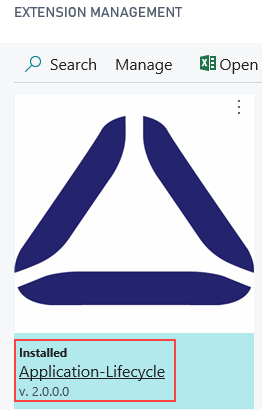 EXTENSION MANAGEMENT
Search Manage Open
Installed
Application-Lifecycle
v. 2.0.0.0